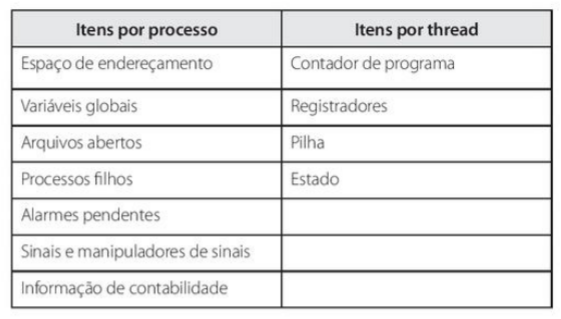 Itens por processo Itens por thread
Espaço de endereçamento Contador de programa
Variáveis globais Registradores
Arquivos abertos Pilha
Processos filhos Estado
Alarmes pendentes
Sinais e manipuladores de sinais
Informação de contabilidade